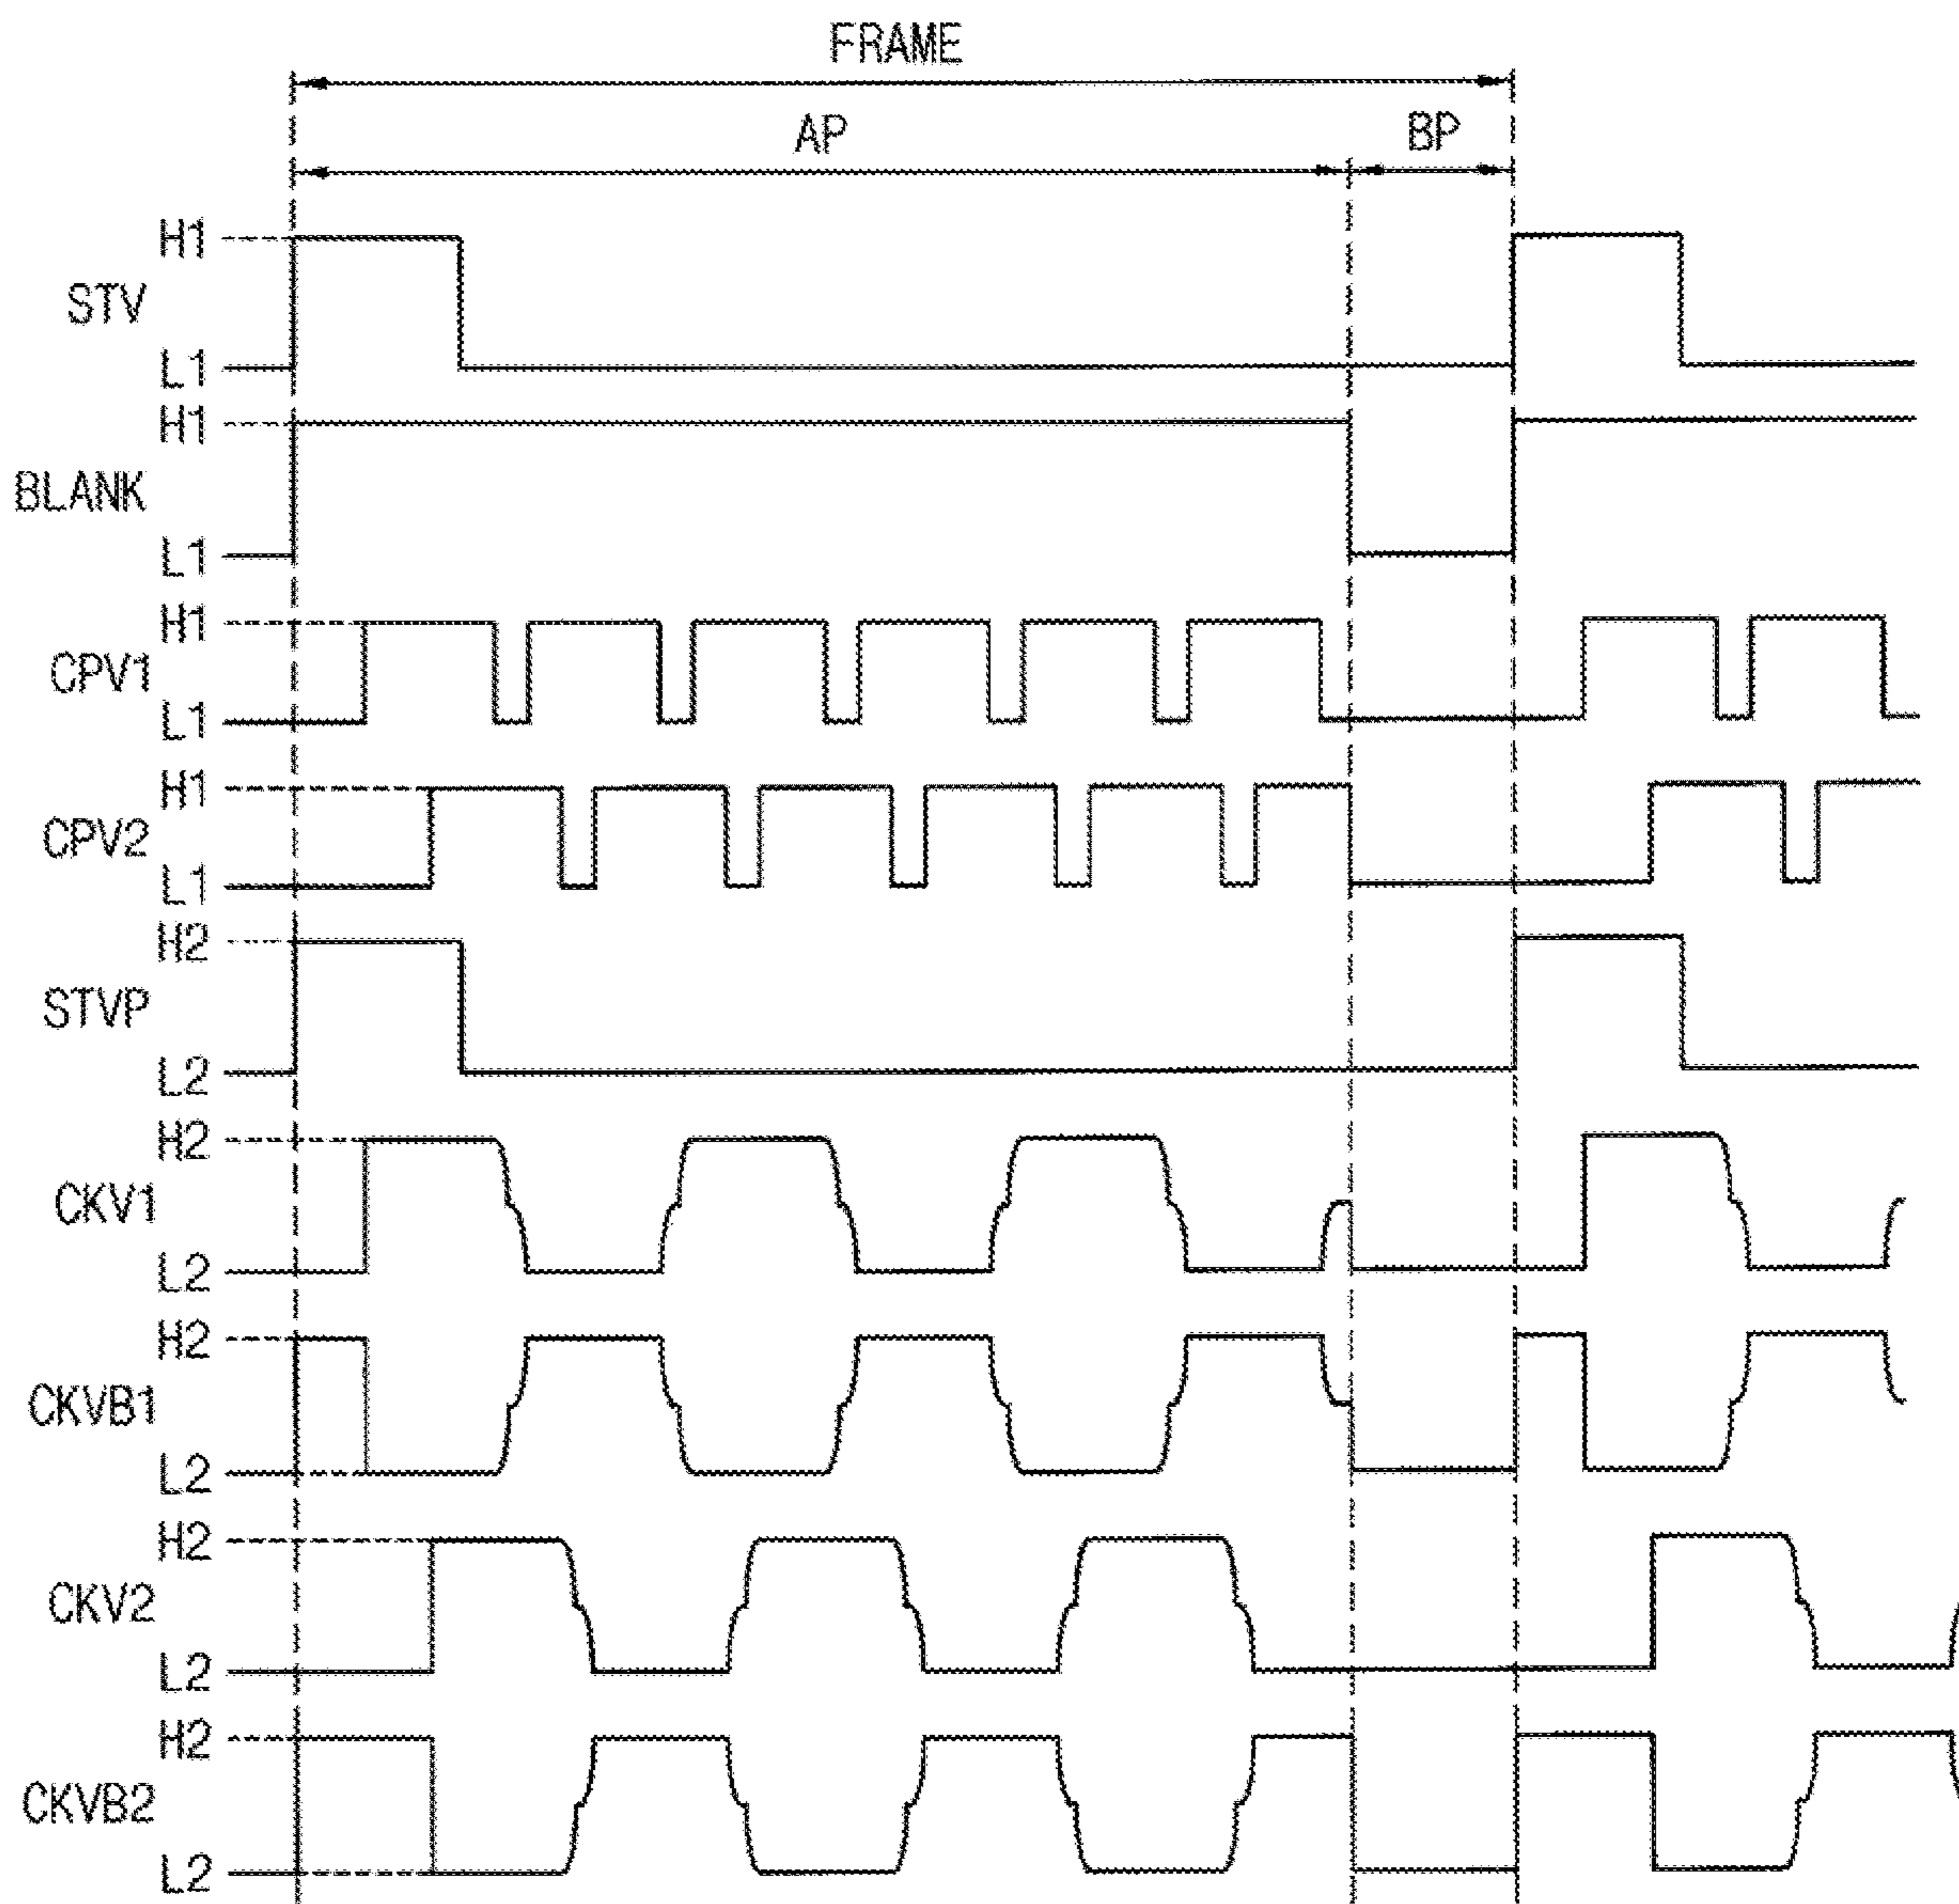 FRAME
AP BP
H1
STV
L1
H1
BLANK
L1
H1
CPV1
L1
H1
CPV2
L1
H2
STVP
L2
H2
CKV1
L2
H2
CKVB1
L2
H2
CKV2
L2
H2
CKVB2
L2